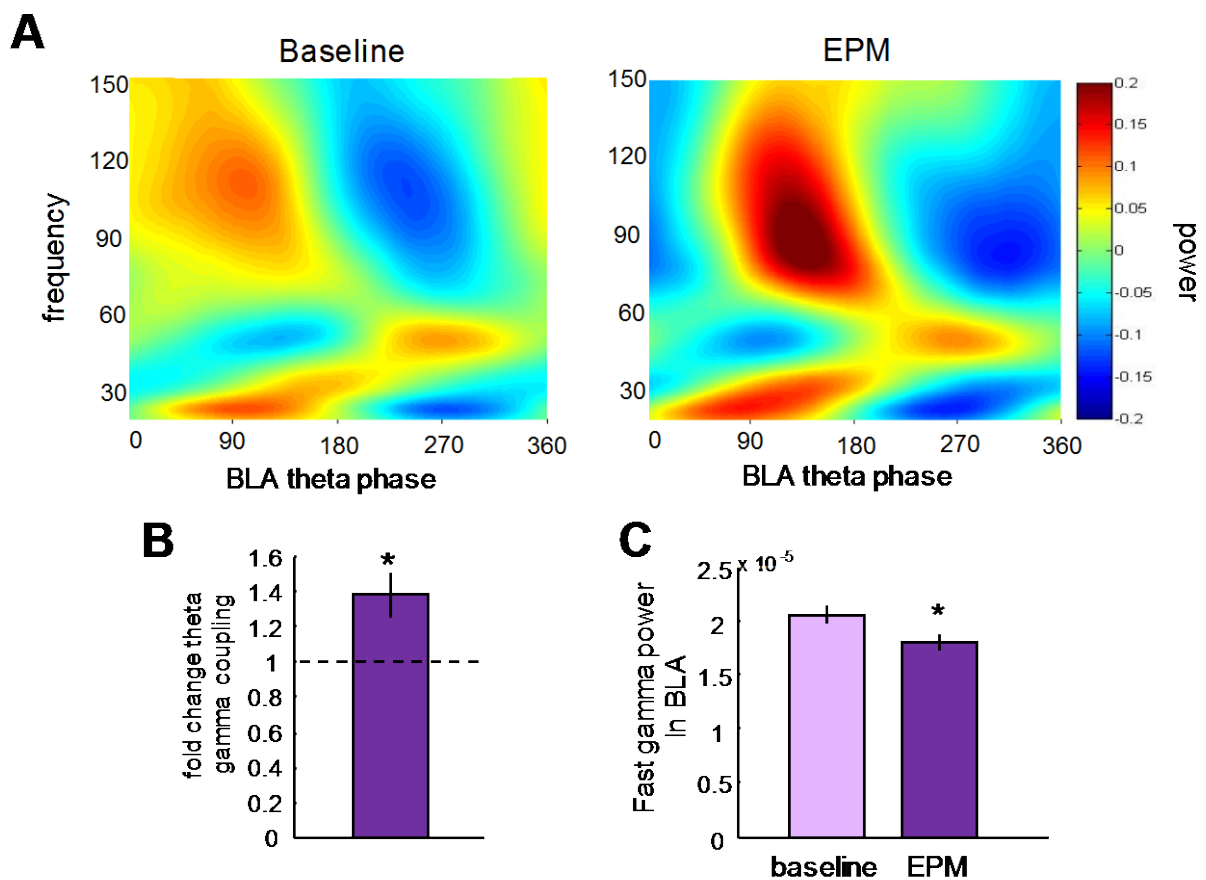 A
Baseline
EPM
frequency
150
120
90
60
30
0 90 180 270 360
BLA theta phase
150
120
90
60
30
0 90 180 270 360
BLA theta phase
0.2
0.15
0.1
0.05
0
-0.05
-0.1
-0.15
-0.2
power
B
fold change theta
gamma coupling
1.6
1.4
1.2
1
0.8
0.6
0.4
0.2
0
*
C
Fast gamma power
In BLA
x 10⁻⁵
2.5
2
1.5
1
0.5
0
*
baseline EPM